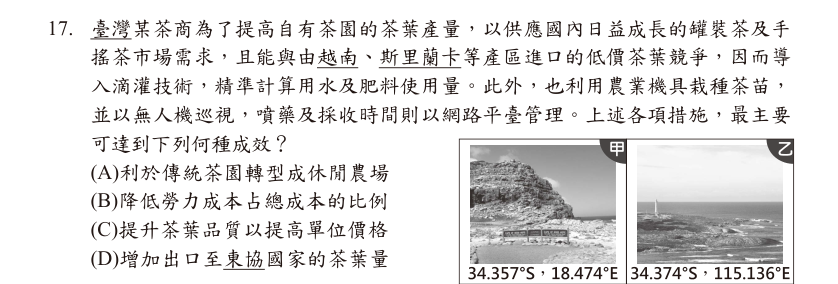 17. 臺灣某茶商為了提高自有茶園的茶葉產量，以供應國內日益成長的罐裝茶及手
搖茶市場需求，且能與由越南、斯里蘭卡等產區進口的低價茶葉競爭，因而導
入滴灌技術，精準計算用水及肥料使用量。此外，也利用農業機具栽種茶苗，
並以無人機巡視，噴藥及採收時間則以網路平臺管理。上述各項措施，最主要
可達到下列何種成效？
(A)利於傳統茶園轉型成休閒農場
(B)降低勞力成本占總成本的比例
(C)提升茶葉品質以提高單位價格
(D)增加出口至東協國家的茶葉量
甲
34.357°S，18.474°E
乙
34.374°S，115.136°E